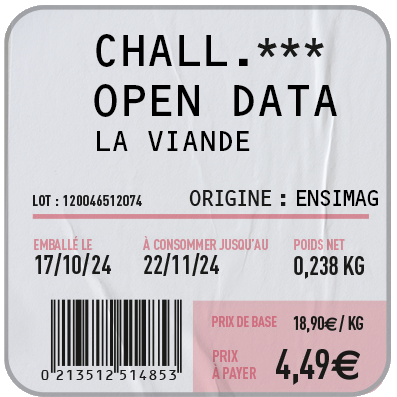 CHALL.***
OPEN DATA
LA VIANDE
LOT : 120046512074 ORIGINE : ENSIMAG
EMBALLÉ LE À CONSOMMER JUSQU'AU POIDS NET
17/10/24 22/11/24 0,238 KG
PRIX DE BASE 18,90€/ KG
PRIX À PAYER 4,49€
0 213512 514853